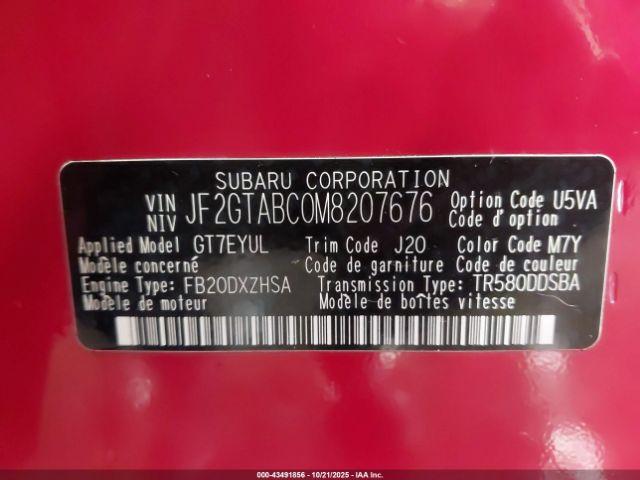 SUBARU CORPORATION
VIN NIV JF2GTABC0M8207676 Option Code U5VA
Code d'option
Applied Model GT7EYUL Trim Code J20 Color Code M7Y
Modèle concerné Code de garniture Code de couleur
Engine Type: FB20DXZHSA Transmission Type: TR580DDSBA
Modèle de moteur Modèle de boîtes vitesse
000-43491856 | 10/21/2025 | IAAI, Inc.